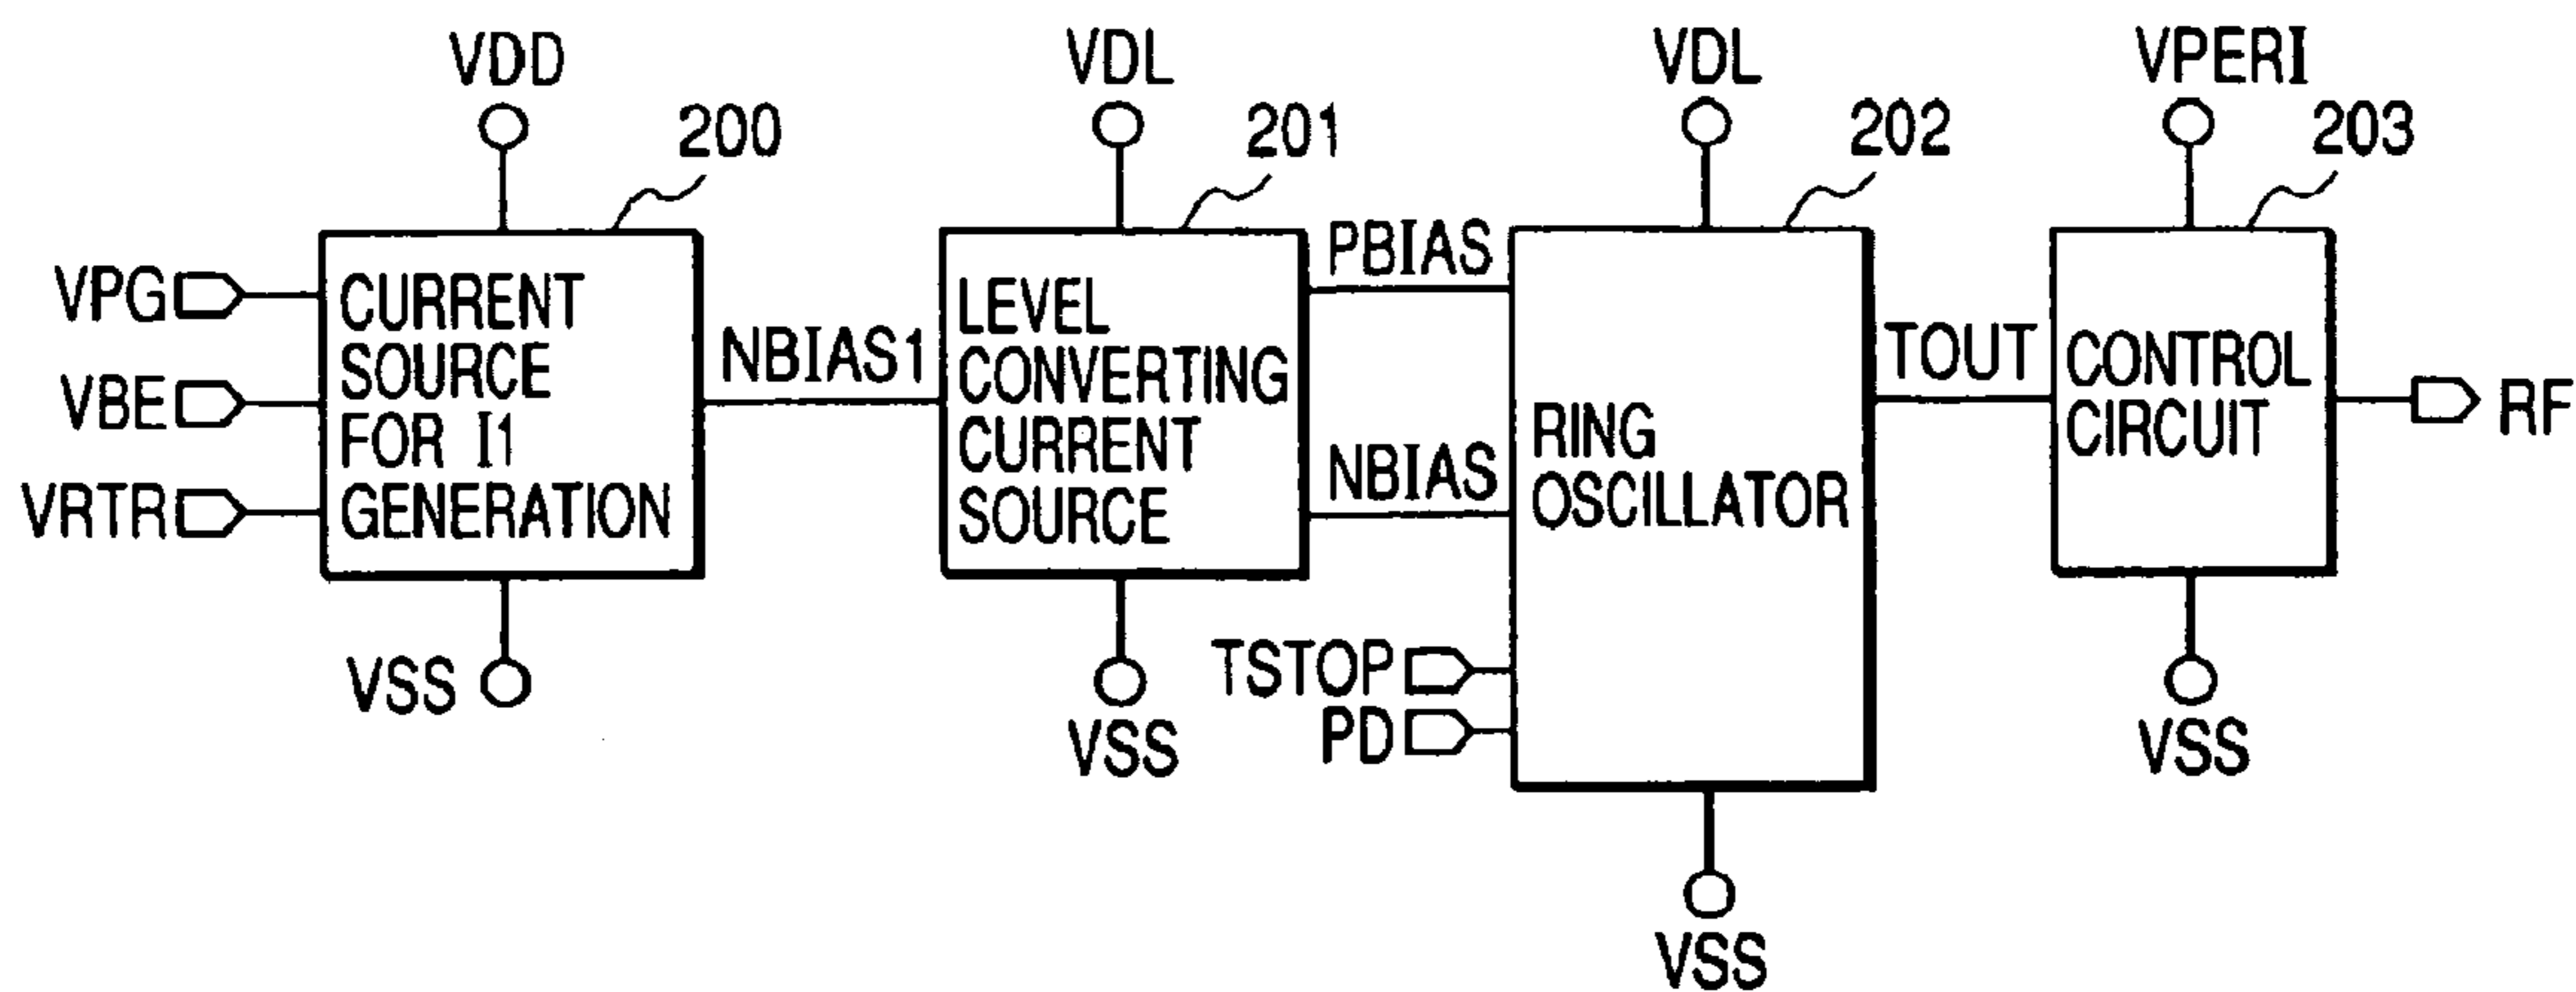 VDD
VDL
VDL
VPERI
200
201
202
203
VPG
VBE
VRTR
CURRENT
SOURCE
FOR I1
GENERATION
NBIAS1
LEVEL
CONVERTING
CURRENT
SOURCE
PBIAS
NBIAS
TSTOP
PD
RING
OSCILLATOR
TOUT
CONTROL
CIRCUIT
RF
VSS
VSS
VSS
VSS